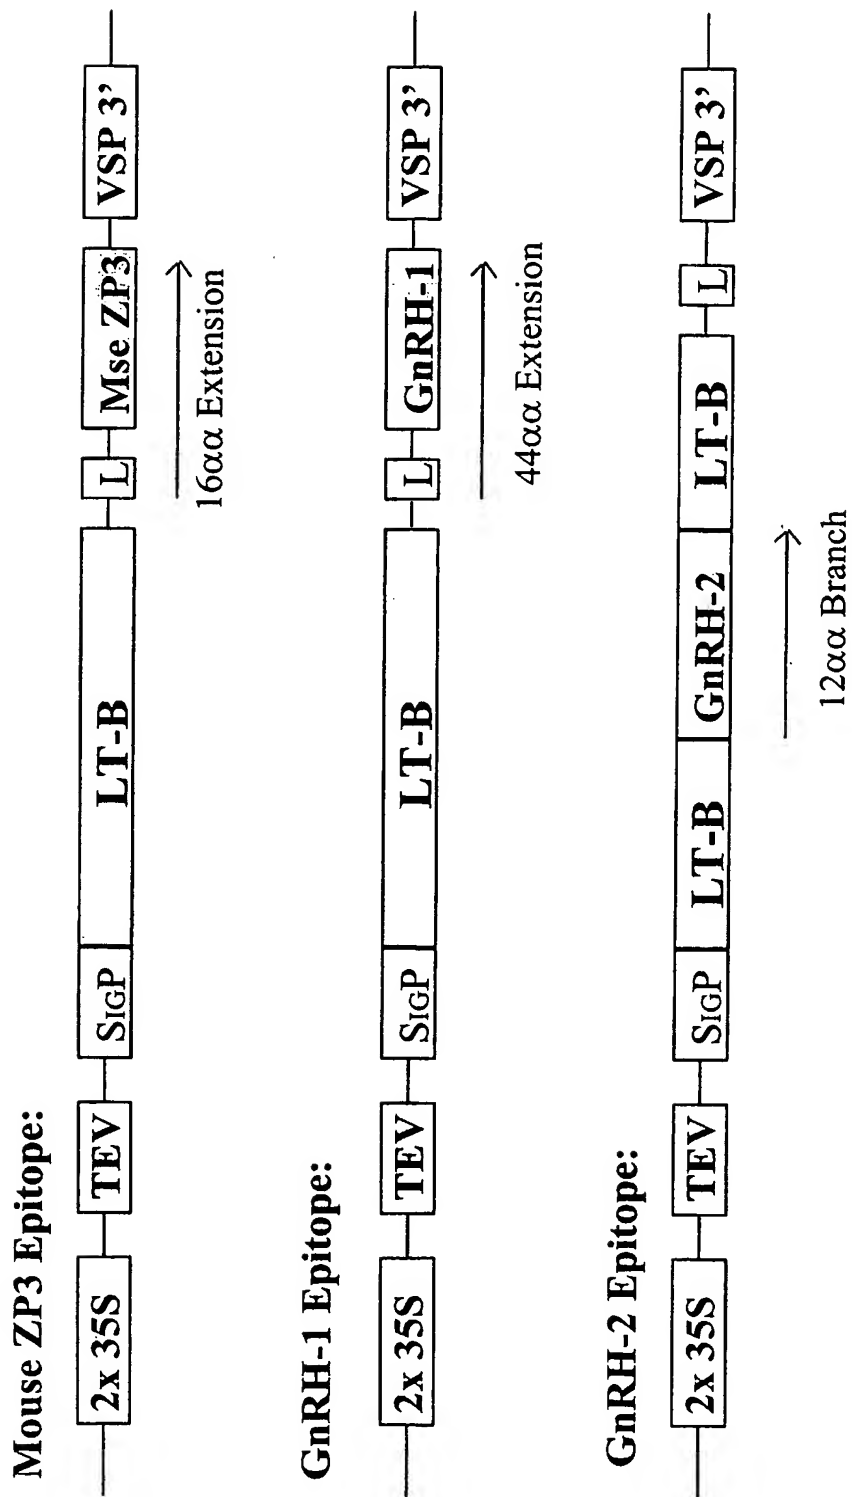 Mouse ZP3 Epitope:
2x 35S TEV SIGP LT-B L Mse ZP3 VSP 3'
16αα Extension
GnRH-1 Epitope:
2x 35S TEV SIGP LT-B L GnRH-1 VSP 3'
44αα Extension
GnRH-2 Epitope:
2x 35S TEV SIGP LT-B GnRH-2 LT-B L VSP 3'
12αα Branch